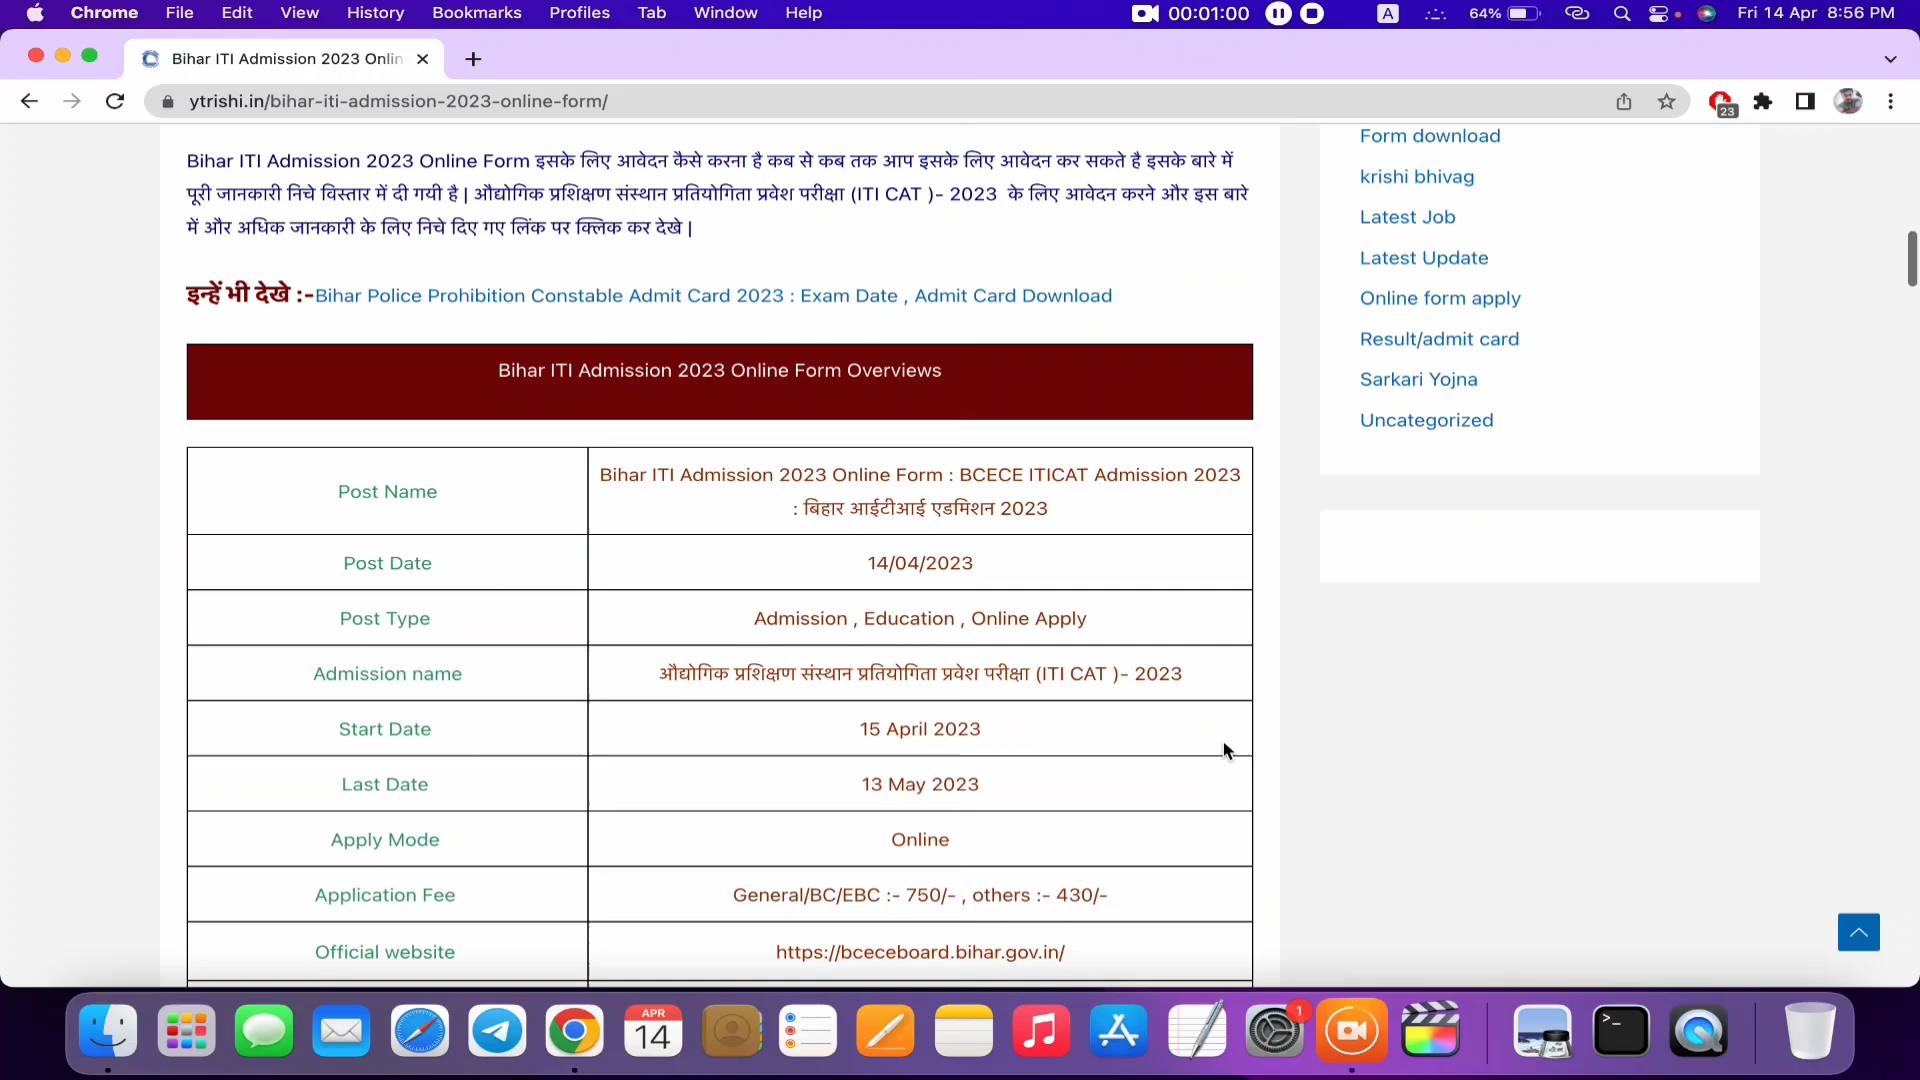 Chrome File Edit View History Bookmarks Profiles Tab Window Help 00:01:00 A 64% Fri 14 Apr 8:56 PM
Bihar ITI Admission 2023 Onlin
ytrishi.in/bihar-iti-admission-2023-online-form/
23
Bihar ITI Admission 2023 Online Form इसके लिए आवेदन कैसे करना है कब से कब तक आप इसके लिए आवेदन कर सकते है इसके बारे में
पूरी जानकारी निचे विस्तार में दी गयी है | औद्योगिक प्रशिक्षण संस्थान प्रतियोगिता प्रवेश परीक्षा (ITI CAT )- 2023 के लिए आवेदन करने और इस बारे
में और अधिक जानकारी के लिए निचे दिए गए लिंक पर क्लिक कर देखे |
इन्हें भी देखे :-Bihar Police Prohibition Constable Admit Card 2023 : Exam Date , Admit Card Download
Bihar ITI Admission 2023 Online Form Overviews
Post Name
Bihar ITI Admission 2023 Online Form : BCECE ITICAT Admission 2023
: बिहार आईटीआई एडमिशन 2023
Post Date 14/04/2023
Post Type Admission , Education , Online Apply
Admission name औद्योगिक प्रशिक्षण संस्थान प्रतियोगिता प्रवेश परीक्षा (ITI CAT )- 2023
Start Date 15 April 2023
Last Date 13 May 2023
Apply Mode Online
Application Fee General/BC/EBC :- 750/- , others :- 430/-
Official website https://bceceboard.bihar.gov.in/
Form download
krishi bhivag
Latest Job
Latest Update
Online form apply
Result/admit card
Sarkari Yojna
Uncategorized
APR
14
1
>_